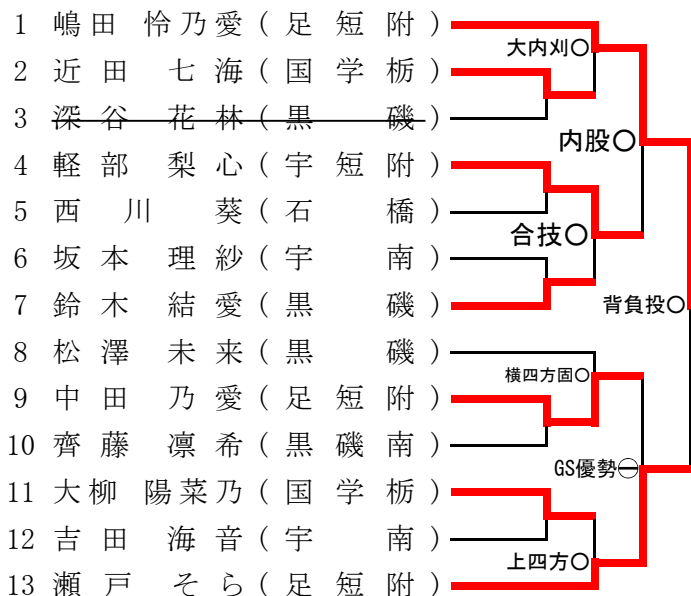 1 嶋田 怜乃愛 ( 足 短 附 )
大内刈○
2 近田 七海 ( 国 学 栃 )
3 深谷 花林 ( 黒 磯 )
内股○
4 軽部 梨心 ( 宇 短 附 )
5 西川 葵 ( 石 橋 )
合技○
6 坂本 理紗 ( 宇 南 )
7 鈴木 結愛 ( 黒 磯 )
背負投○
8 松澤 未来 ( 黒 磯 )
横四方固○
9 中田 乃愛 ( 足 短 附 )
10 齊藤 凛希 ( 黒 磯 南 )
GS優勢㊀
11 大柳 陽菜乃 ( 国 学 栃 )
12 吉田 海音 ( 宇 南 )
上四方○
13 瀬戸 そら ( 足 短 附 )